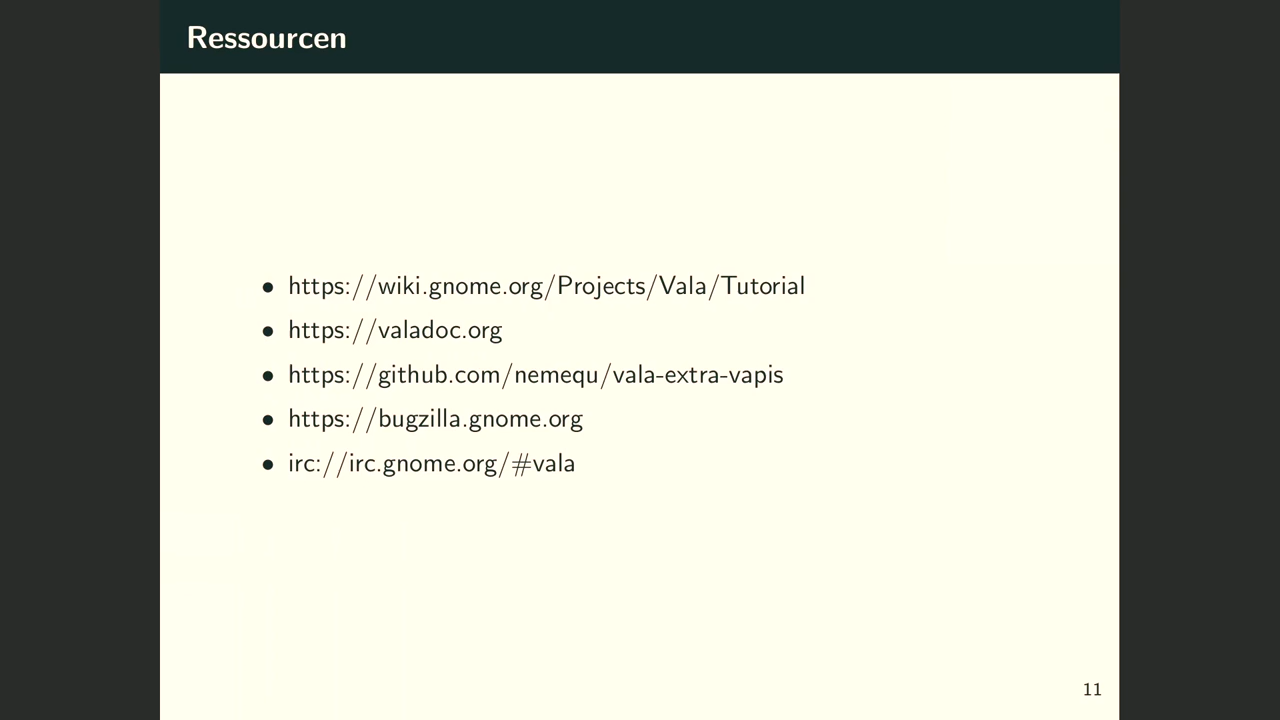 Ressourcen
• https://wiki.gnome.org/Projects/Vala/Tutorial
• https://valadoc.org
• https://github.com/nemequ/vala-extra-vapis
• https://bugzilla.gnome.org
• irc://irc.gnome.org/#vala
11